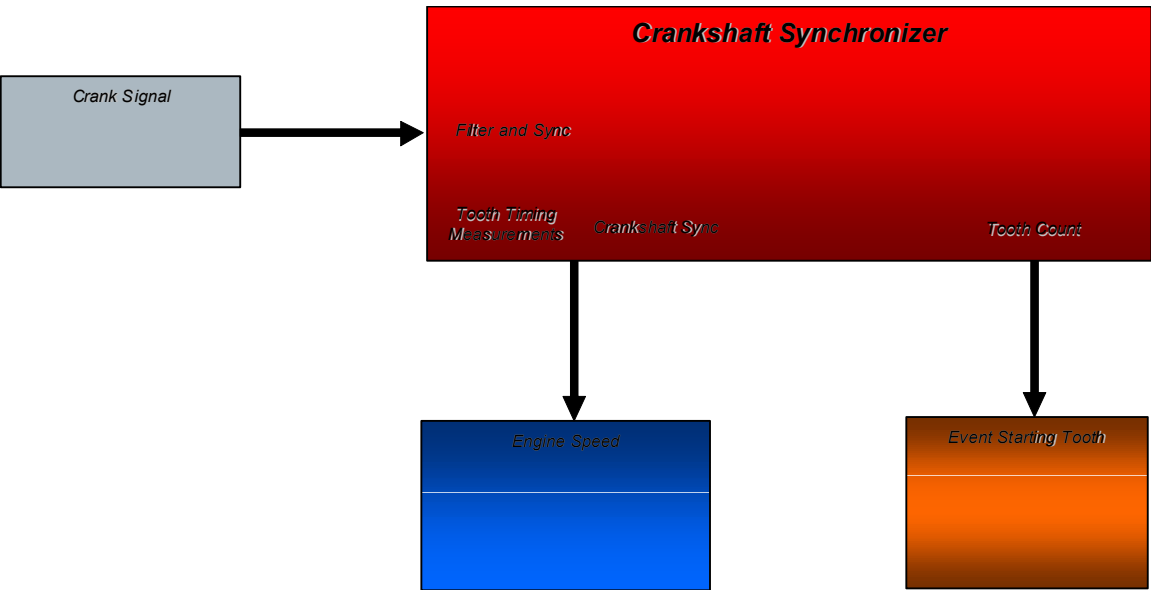 Crankshaft Synchronizer
Crank Signal
Filter and Sync
Tooth Timing
Measurements
Crankshaft Sync
Tooth Count
Engine Speed
Event Starting Tooth